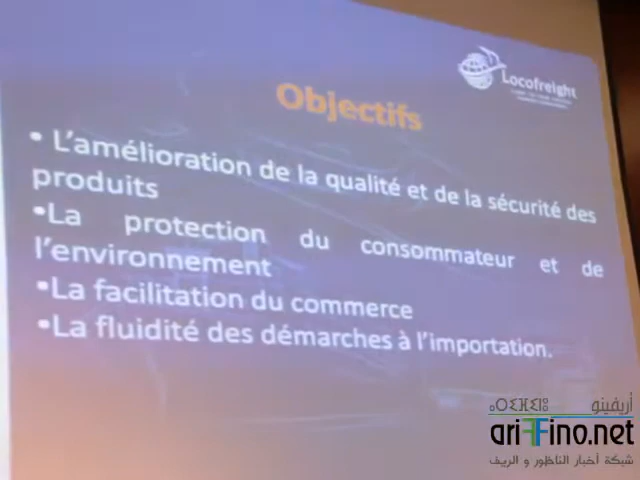 Locofreight
Objectifs
• L'amélioration de la qualité et de la sécurité des
produits
•La protection du consommateur et de
l'environnement
•La facilitation du commerce
•La fluidité des démarches à l'importation.
ⴰⵔⵉⴼⵉⵏⵓ أريفينو
ariffino.net
شبكة أخبار الناظور و الريف